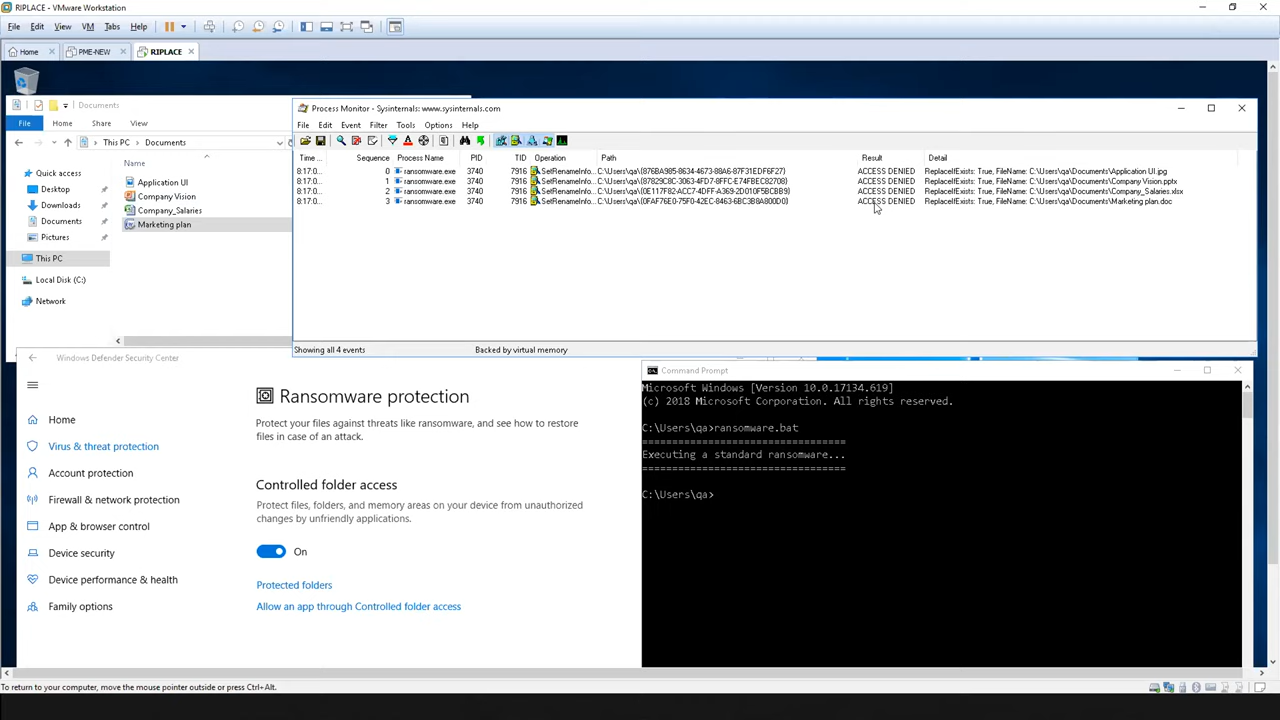 RIPLACE - VMware Workstation
File Edit View VM Tabs Help
Home PME-NEW RIPLACE
Documents
File Home Share View
This PC Documents
Name
Quick access
Desktop
Downloads
Documents
Pictures
This PC
Local Disk (C:)
Network
Application UI
Company Vision
Company_Salaries
Marketing plan
Process Monitor - Sysinternals: www.sysinternals.com
File Edit Event Filter Tools Options Help
Time ... Sequence Process Name PID TID Operation Path Result Detail
8:17:0... 0 ransomware.exe 3740 7916 SetRenameInfo... ACCESS DENIED ReplaceIfExists: True, FileName: C:\Users\qa\Documents\Application UI.jpg
8:17:0... 1 ransomware.exe 3740 7916 SetRenameInfo... ACCESS DENIED ReplaceIfExists: True, FileName: C:\Users\qa\Documents\Company Vision.pptx
8:17:0... 2 ransomware.exe 3740 7916 SetRenameInfo... ACCESS DENIED ReplaceIfExists: True, FileName: C:\Users\qa\Documents\Company_Salaries.xlsx
8:17:0... 3 ransomware.exe 3740 7916 SetRenameInfo... ACCESS DENIED ReplaceIfExists: True, FileName: C:\Users\qa\Documents\Marketing plan.doc
Showing all 4 events Backed by virtual memory
Windows Defender Security Center
Home
Virus & threat protection
Account protection
Firewall & network protection
App & browser control
Device security
Device performance & health
Family options
Ransomware protection
Protect your files against threats like ransomware, and see how to restore
files in case of an attack.
Controlled folder access
Protect files, folders, and memory areas on your device from unauthorized
changes by unfriendly applications.
On
Protected folders
Allow an app through Controlled folder access
Command Prompt
Microsoft Windows [Version 10.0.17134.619]
(c) 2018 Microsoft Corporation. All rights reserved.
C:\Users\qa>ransomware.bat
==================================
Executing a standard ransomware...
==================================
C:\Users\qa>
To return to your computer, move the mouse pointer outside or press Ctrl+Alt.